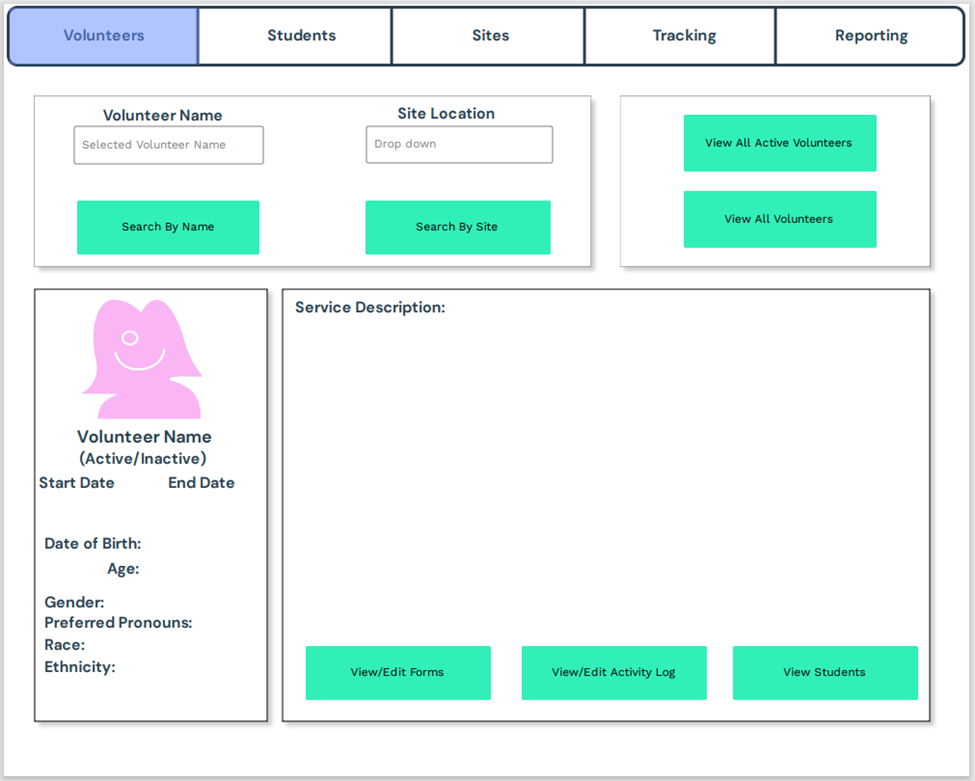 Volunteers
Students
Sites
Tracking
Reporting
Volunteer Name
Selected Volunteer Name
Search By Name
Site Location
Drop down
Search By Site
View All Active Volunteers
View All Volunteers
Volunteer Name
(Active/Inactive)
Start Date
End Date
Date of Birth:
Age:
Gender:
Preferred Pronouns:
Race:
Ethnicity:
Service Description:
View/Edit Forms
View/Edit Activity Log
View Students